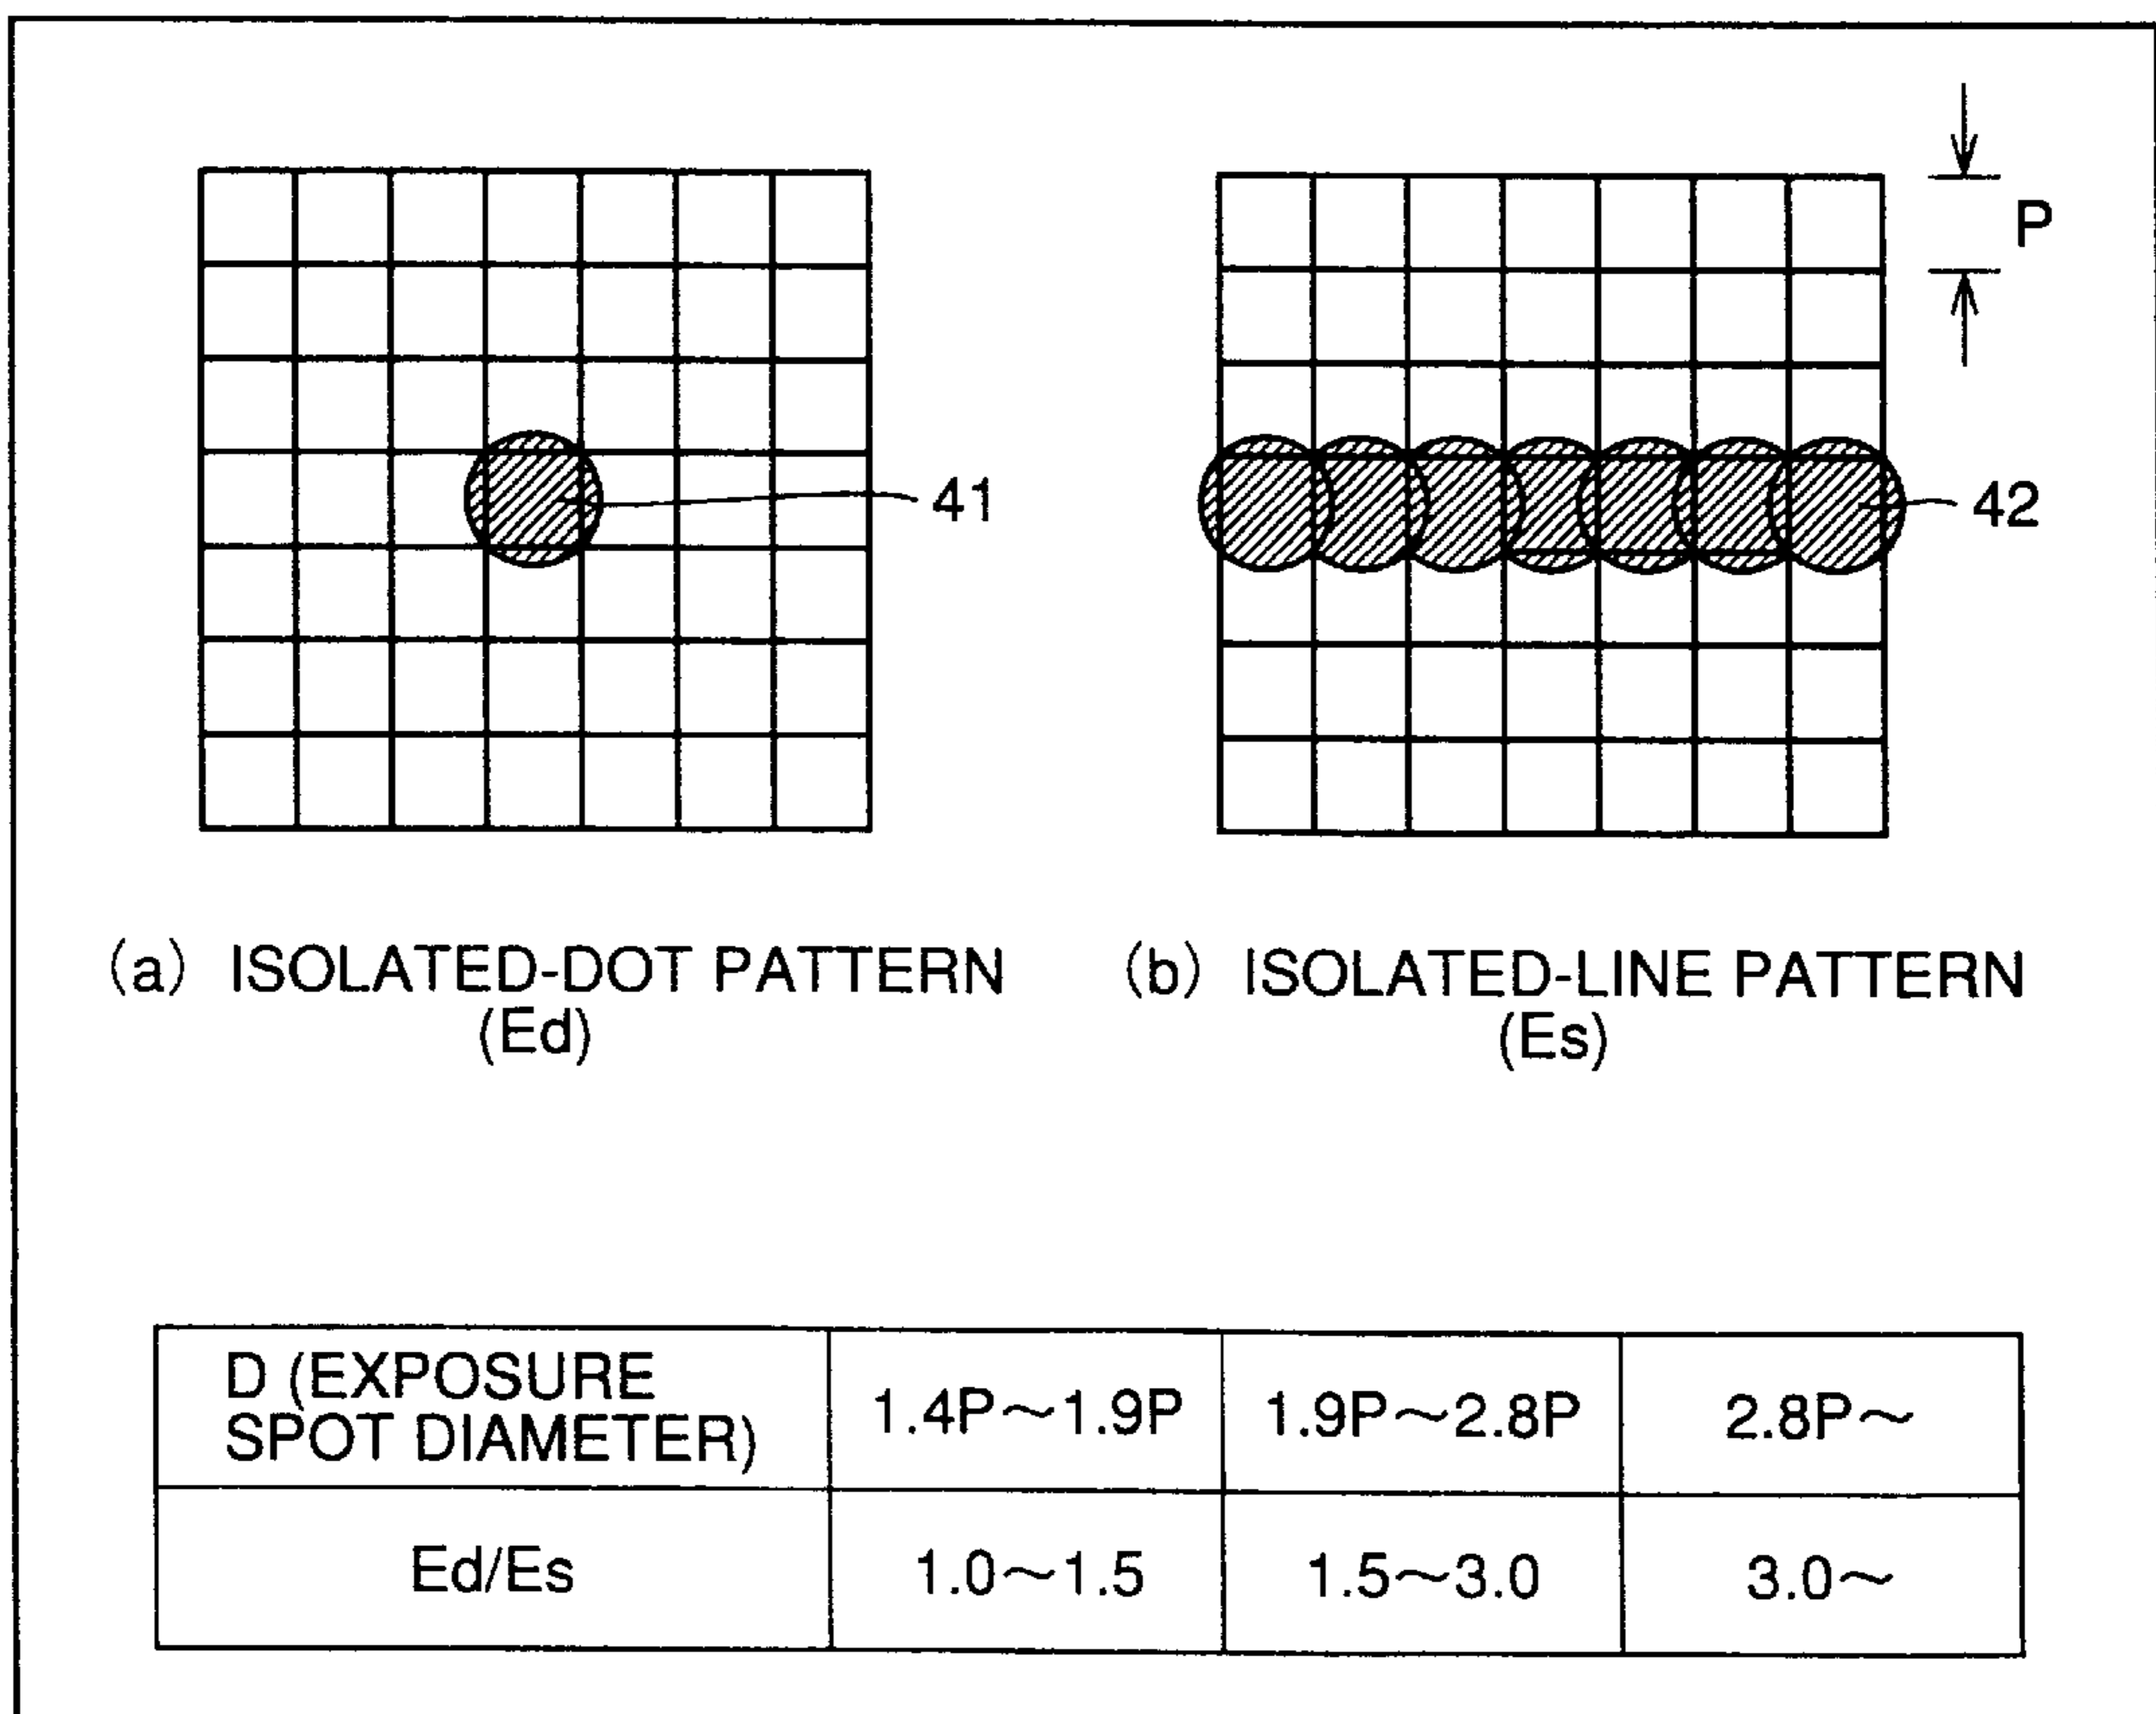 P
41
42
(a) ISOLATED-DOT PATTERN
(Ed)
(b) ISOLATED-LINE PATTERN
(Es)
D (EXPOSURE
SPOT DIAMETER)
1.4P～1.9P
1.9P～2.8P
2.8P～
Ed/Es
1.0～1.5
1.5～3.0
3.0～